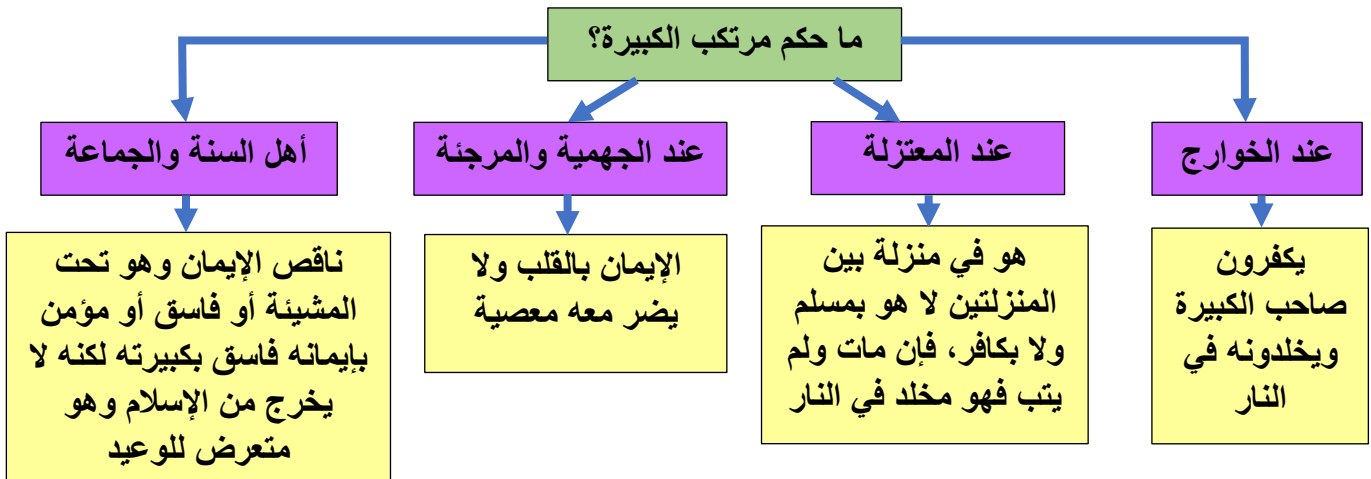 ما حكم مرتكب الكبيرة؟
عند الخوارج
يكفرون
صاحب الكبيرة
ويخلدونه في
النار
عند المعتزلة
هو في منزلة بين
المنزلتين لا هو بمسلم
ولا بكافر، فإن مات ولم
يتب فهو مخلد في النار
عند الجهمية والمرجئة
الإيمان بالقلب ولا
يضر معه معصية
أهل السنة والجماعة
ناقص الإيمان وهو تحت
المشيئة أو فاسق أو مؤمن
بإيمانه فاسق بكبيرته لكنه لا
يخرج من الإسلام وهو
متعرض للوعيد